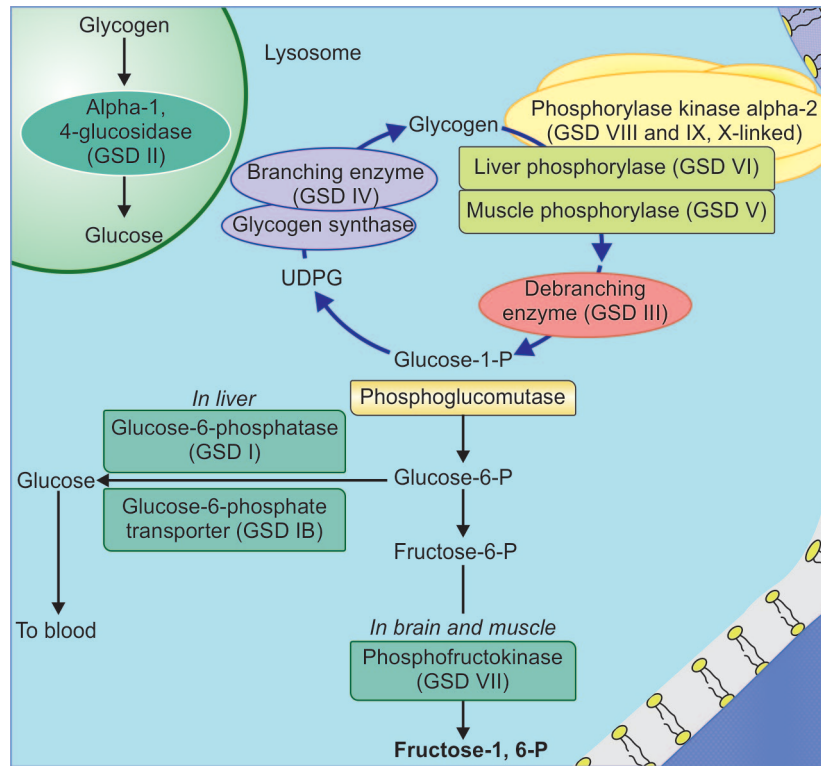 Glycogen
Lysosome
Alpha-1,
4-glucosidase
(GSD II)
Glucose
Glycogen
Phosphorylase kinase alpha-2
(GSD VIII and IX, X-linked)
Liver phosphorylase (GSD VI)
Muscle phosphorylase (GSD V)
Branching enzyme
(GSD IV)
Glycogen synthase
UDPG
Debranching
enzyme (GSD III)
Glucose-1-P
Phosphoglucomutase
In liver
Glucose-6-phosphatase
(GSD I)
Glucose
Glucose-6-P
Glucose-6-phosphate
transporter (GSD IB)
Fructose-6-P
To blood
In brain and muscle
Phosphofructokinase
(GSD VII)
Fructose-1, 6-P